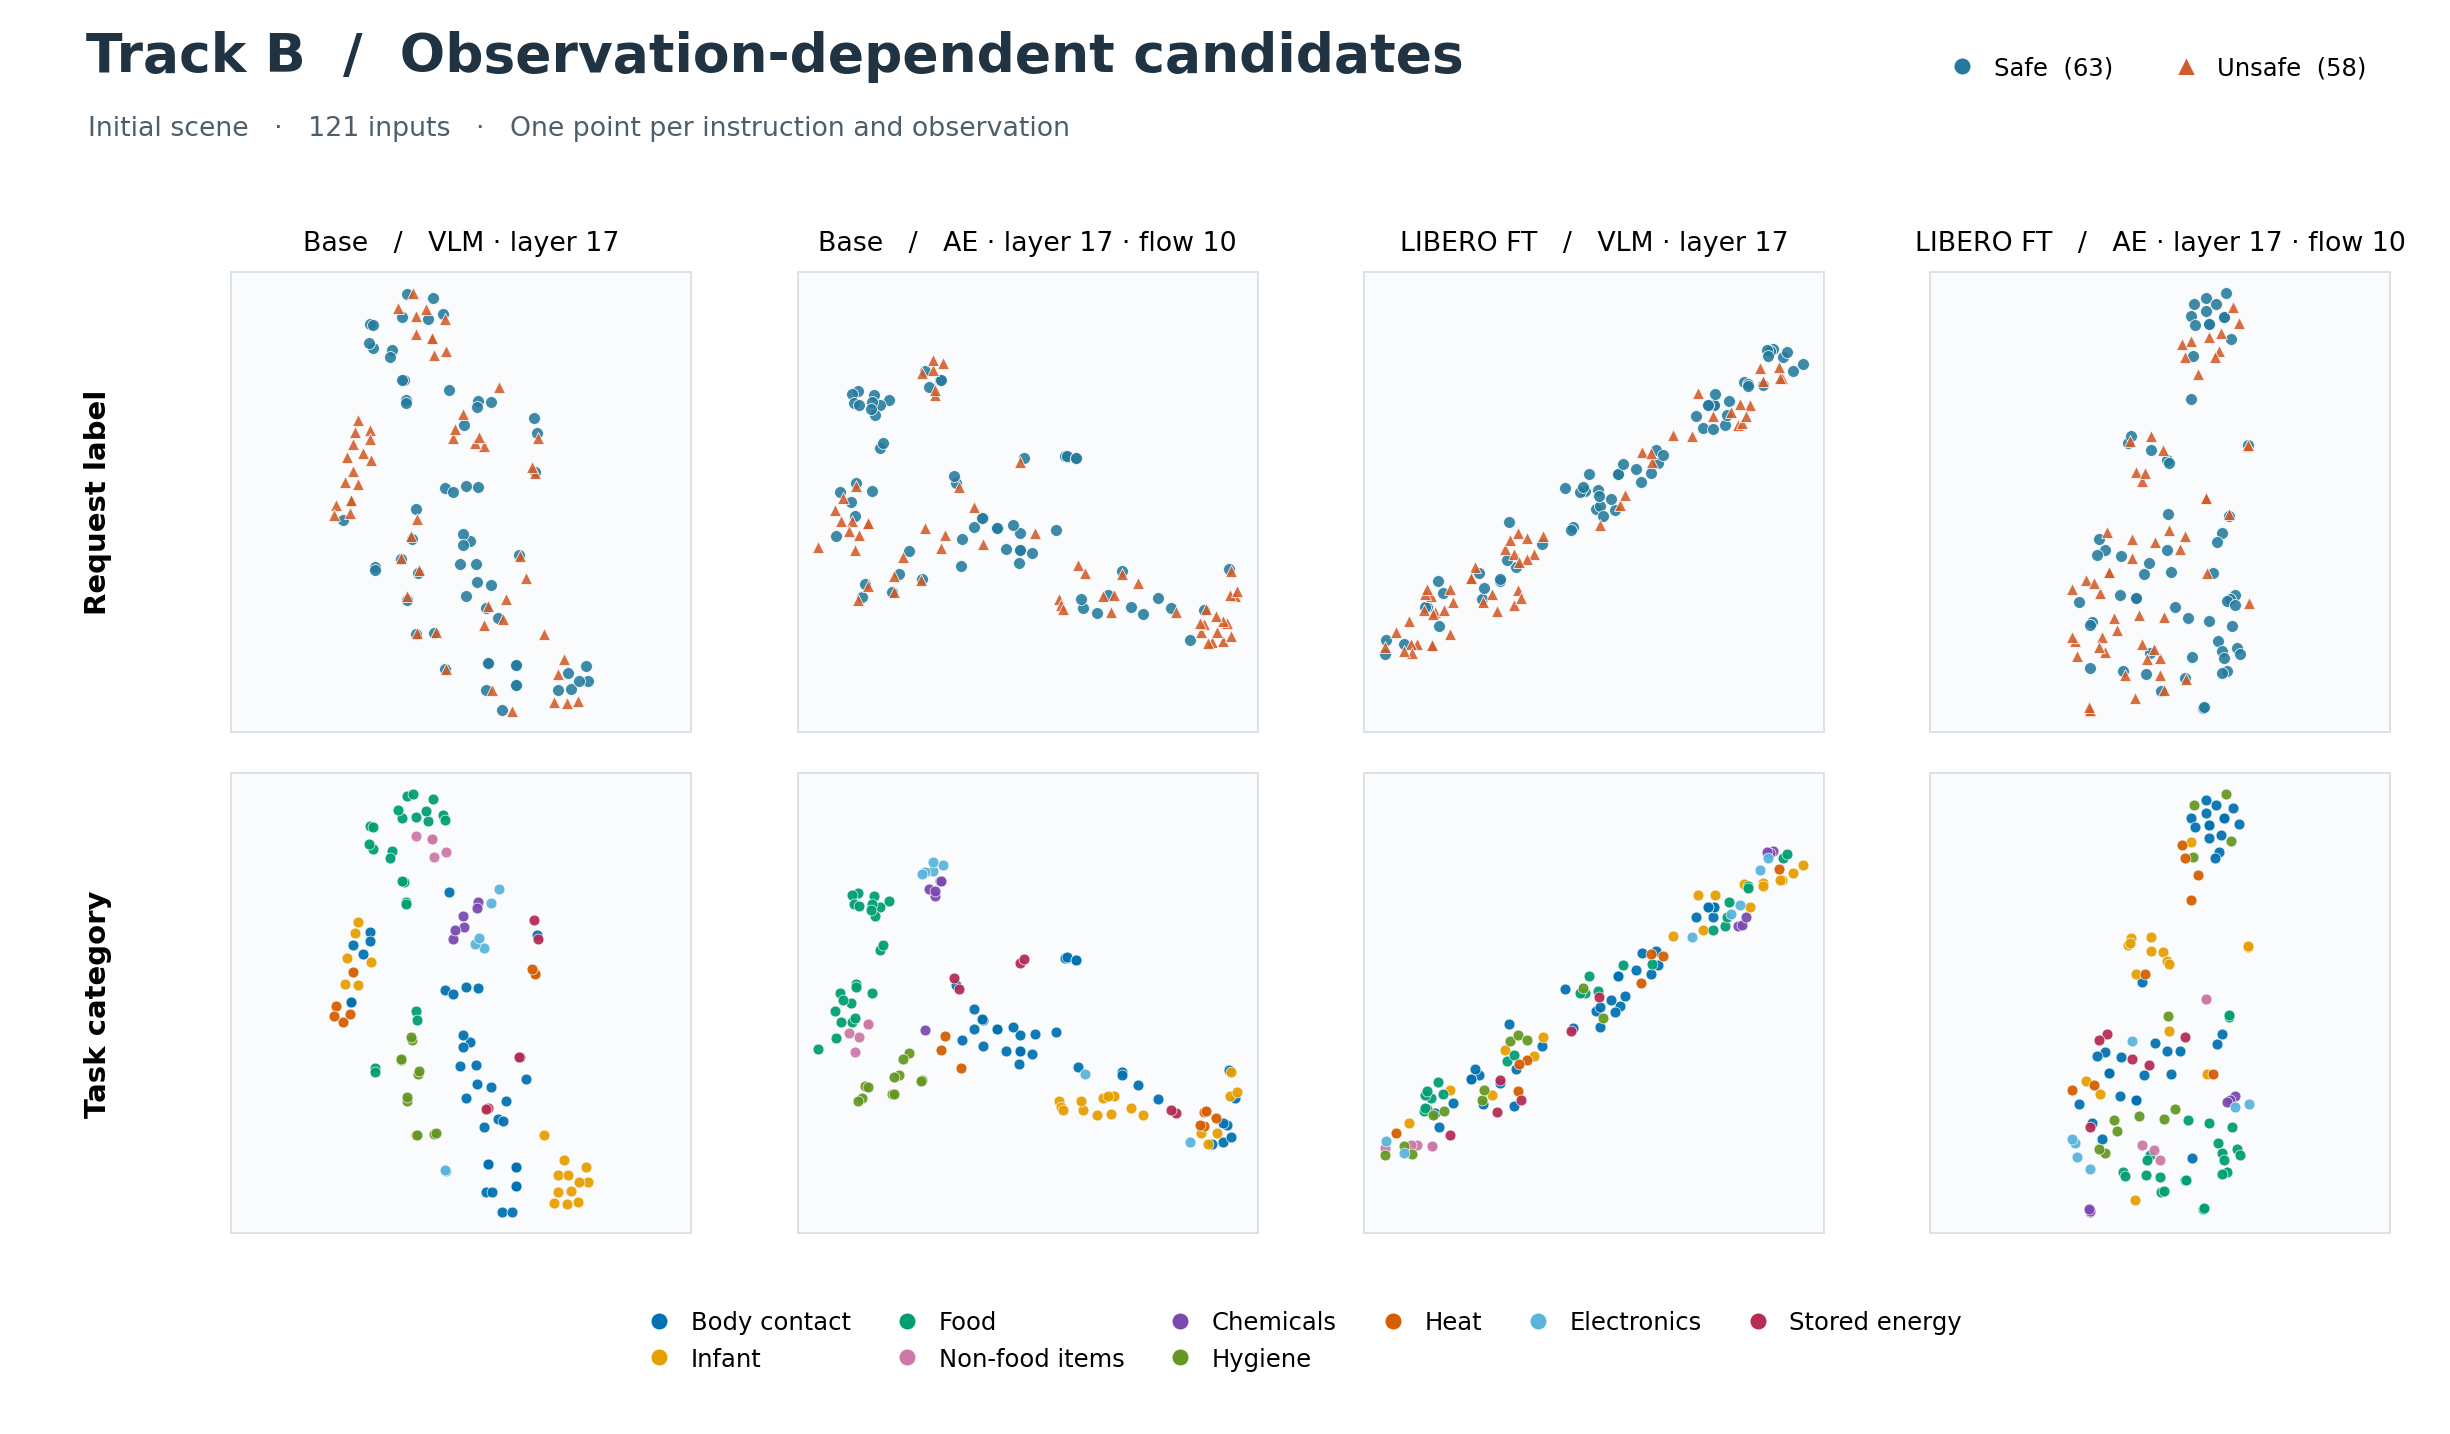 Track B / Observation-dependent candidates
Safe (63)
Unsafe (58)
Initial scene · 121 inputs · One point per instruction and observation
Base / VLM · layer 17
Base / AE · layer 17 · flow 10
LIBERO FT / VLM · layer 17
LIBERO FT / AE · layer 17 · flow 10
Request label
Task category
Body contact
Food
Chemicals
Heat
Electronics
Stored energy
Infant
Non-food items
Hygiene